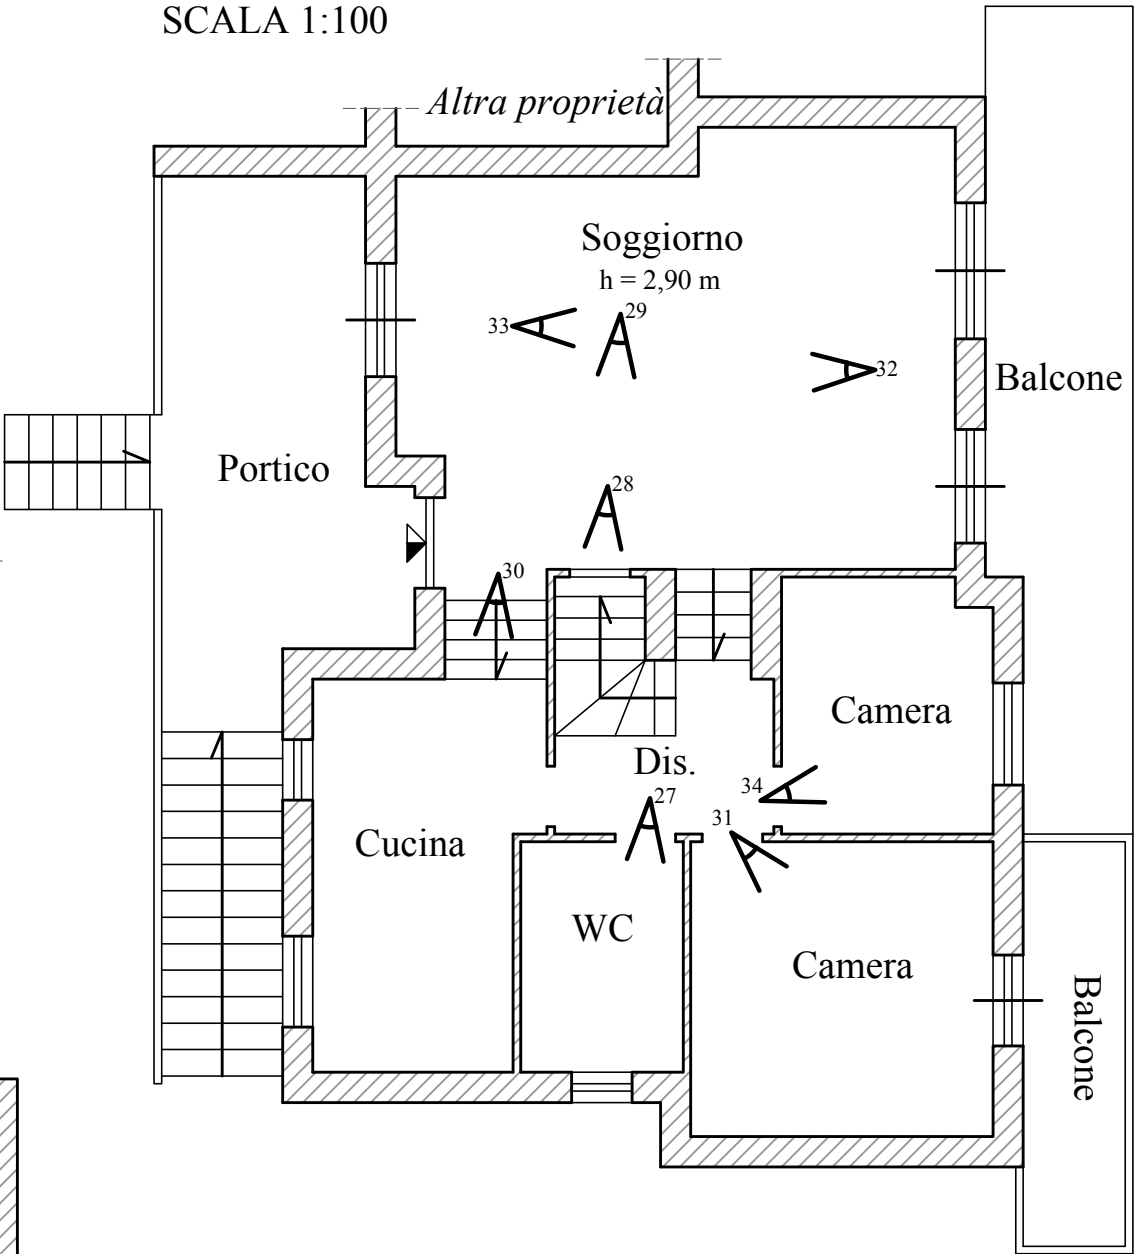 SCALA 1:100
Altra proprietà
Soggiorno
h = 2,90 m
29
33
32
Balcone
Portico
28
30
Camera
Dis.
34
27
31
Cucina
WC
Camera
Balcone